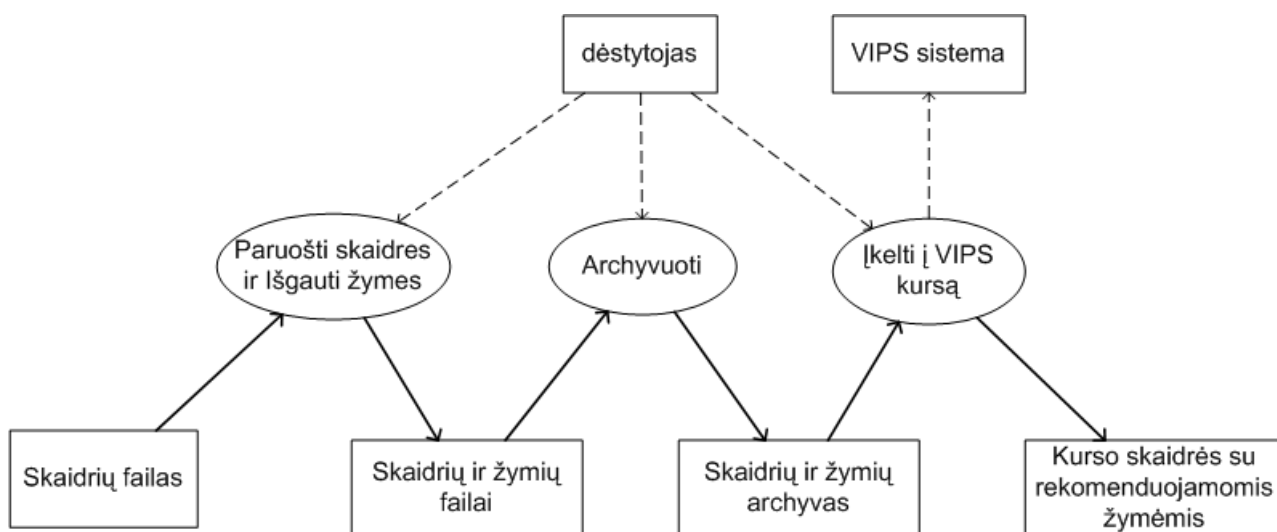 dėstytojas
VIPS sistema
Paruošti skaidres
ir Išgauti žymes
Archyvuoti
Įkelti į VIPS
kursą
Skaidrių failas
Skaidrių ir žymių
failai
Skaidrių ir žymių
archyvas
Kurso skaidrės su
rekomenduojamomis
žymėmis